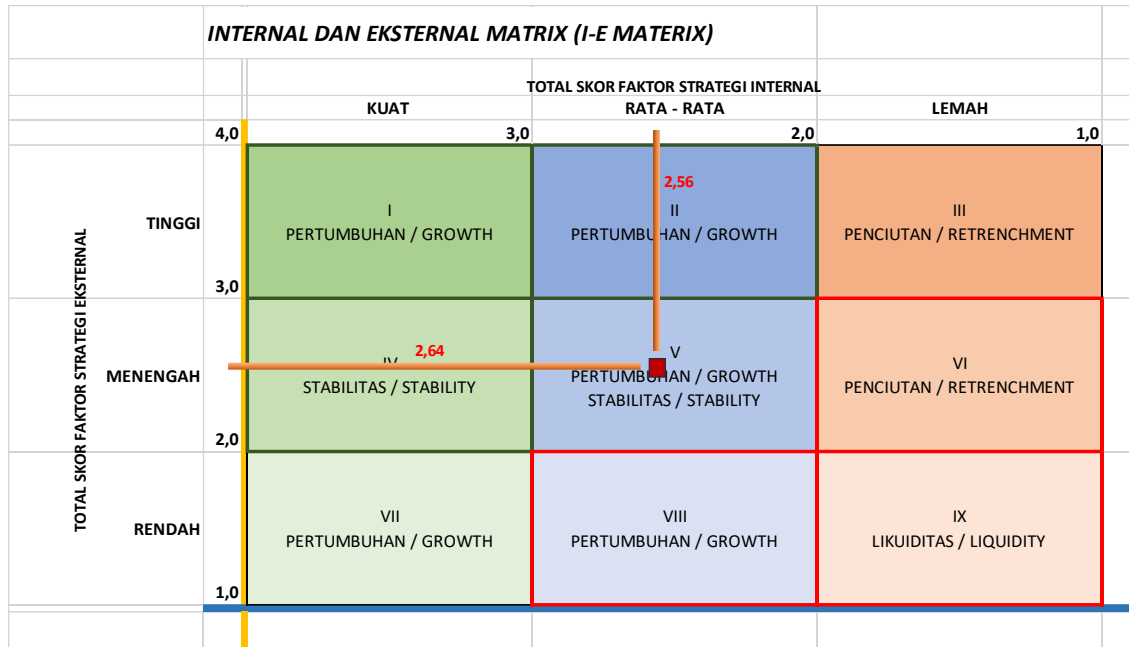 INTERNAL DAN EKSTERNAL MATRIX (I-E MATERIX)
TOTAL SKOR FAKTOR STRATEGI INTERNAL
KUAT
RATA - RATA
LEMAH
4,0
3,0
2,0
1,0
TOTAL SKOR FAKTOR STRATEGI EKSTERNAL
TINGGI
I
PERTUMBUHAN / GROWTH
2,56
II
PERTUMBUHAN / GROWTH
III
PENCIUTAN / RETRENCHMENT
3,0
MENENGAH
2,64
IV
STABILITAS / STABILITY
V
PERTUMBUHAN / GROWTH
STABILITAS / STABILITY
VI
PENCIUTAN / RETRENCHMENT
2,0
RENDAH
VII
PERTUMBUHAN / GROWTH
VIII
PERTUMBUHAN / GROWTH
IX
LIKUIDITAS / LIQUIDITY
1,0